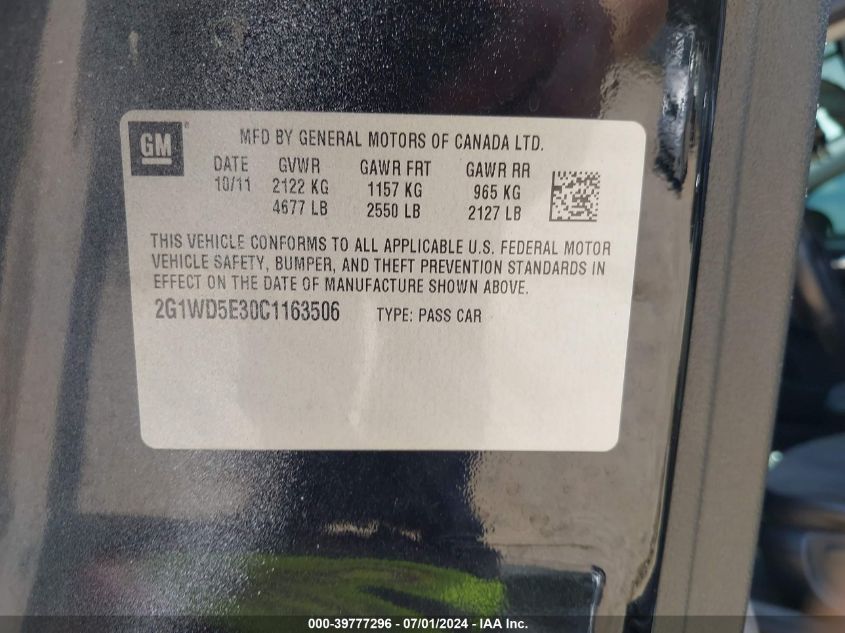 GM
MFD BY GENERAL MOTORS OF CANADA LTD.
DATE GVWR GAWR FRT GAWR RR
10/11 2122 KG 1157 KG 965 KG
4677 LB 2550 LB 2127 LB
THIS VEHICLE CONFORMS TO ALL APPLICABLE U.S. FEDERAL MOTOR
VEHICLE SAFETY, BUMPER, AND THEFT PREVENTION STANDARDS IN
EFFECT ON THE DATE OF MANUFACTURE SHOWN ABOVE.
2G1WD5E30C1163506 TYPE: PASS CAR
000-39777296 - 07/01/2024 - IAA Inc.